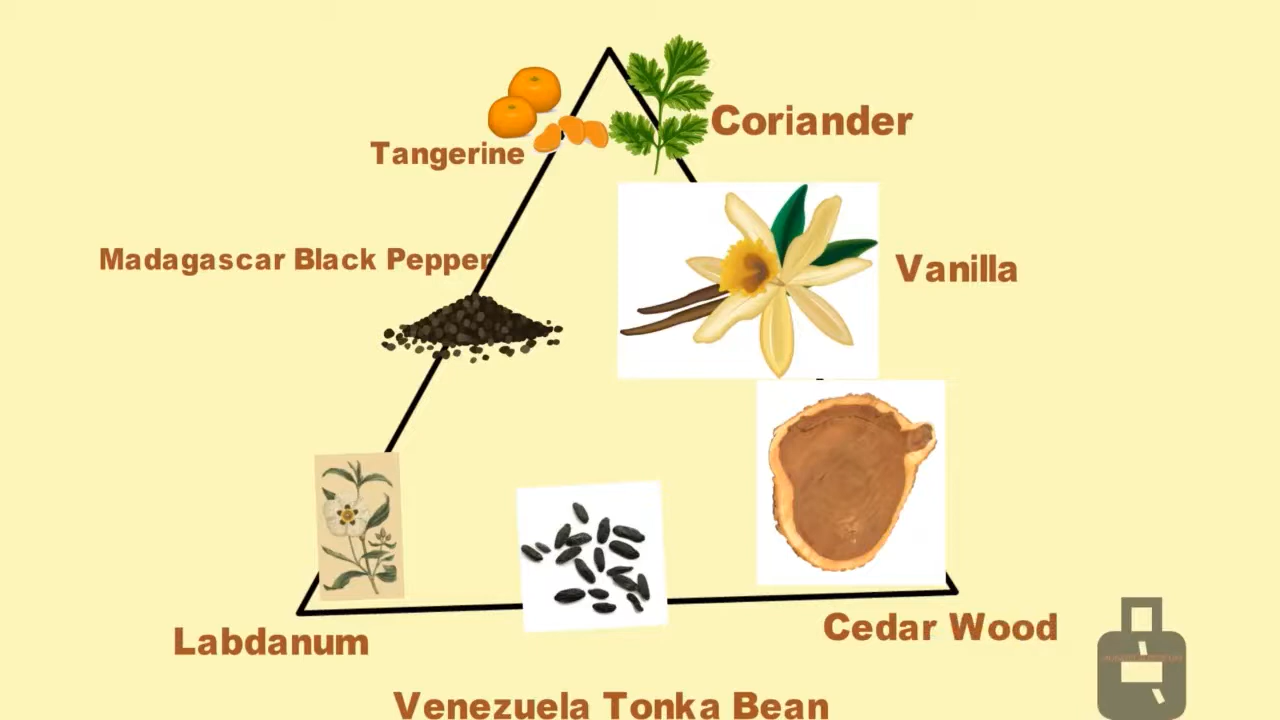 Coriander
Tangerine
Madagascar Black Pepper
Vanilla
Labdanum
Cedar Wood
Venezuela Tonka Bean